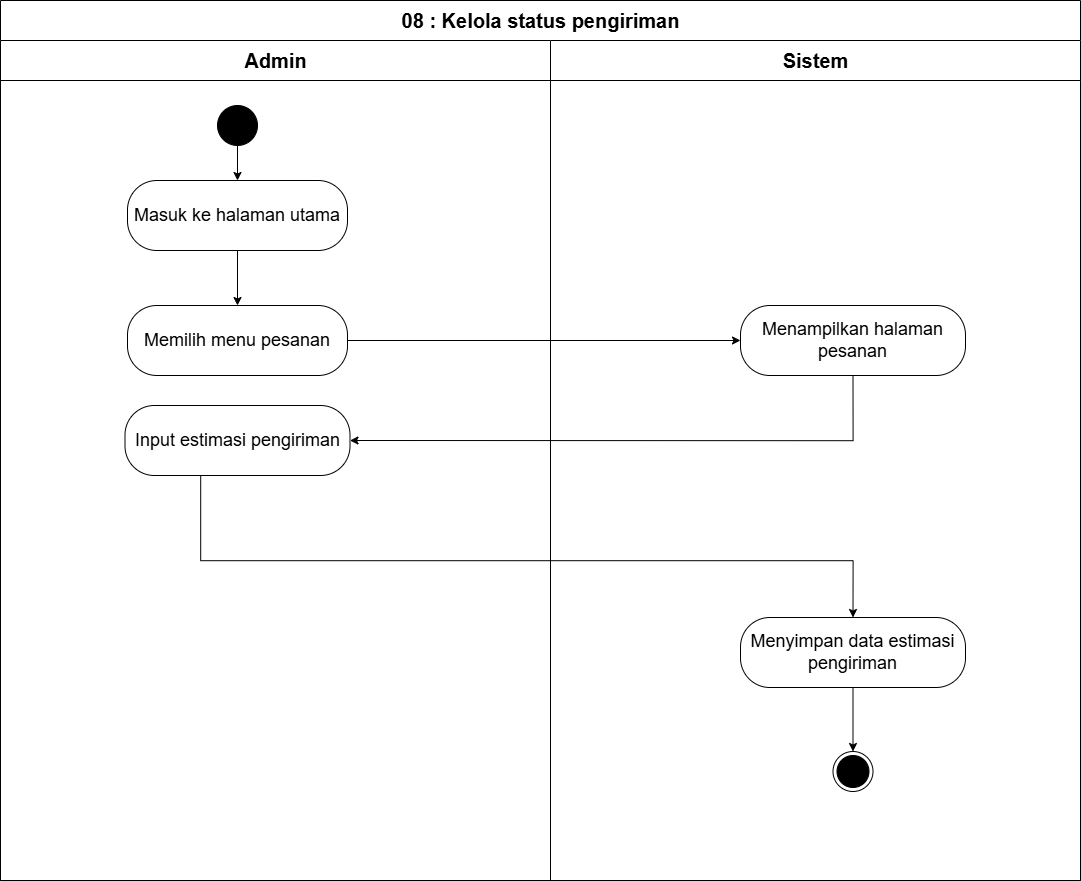 08 : Kelola status pengiriman
Admin
Sistem
Masuk ke halaman utama
Memilih menu pesanan
Menampilkan halaman
pesanan
Input estimasi pengiriman
Menyimpan data estimasi
pengiriman